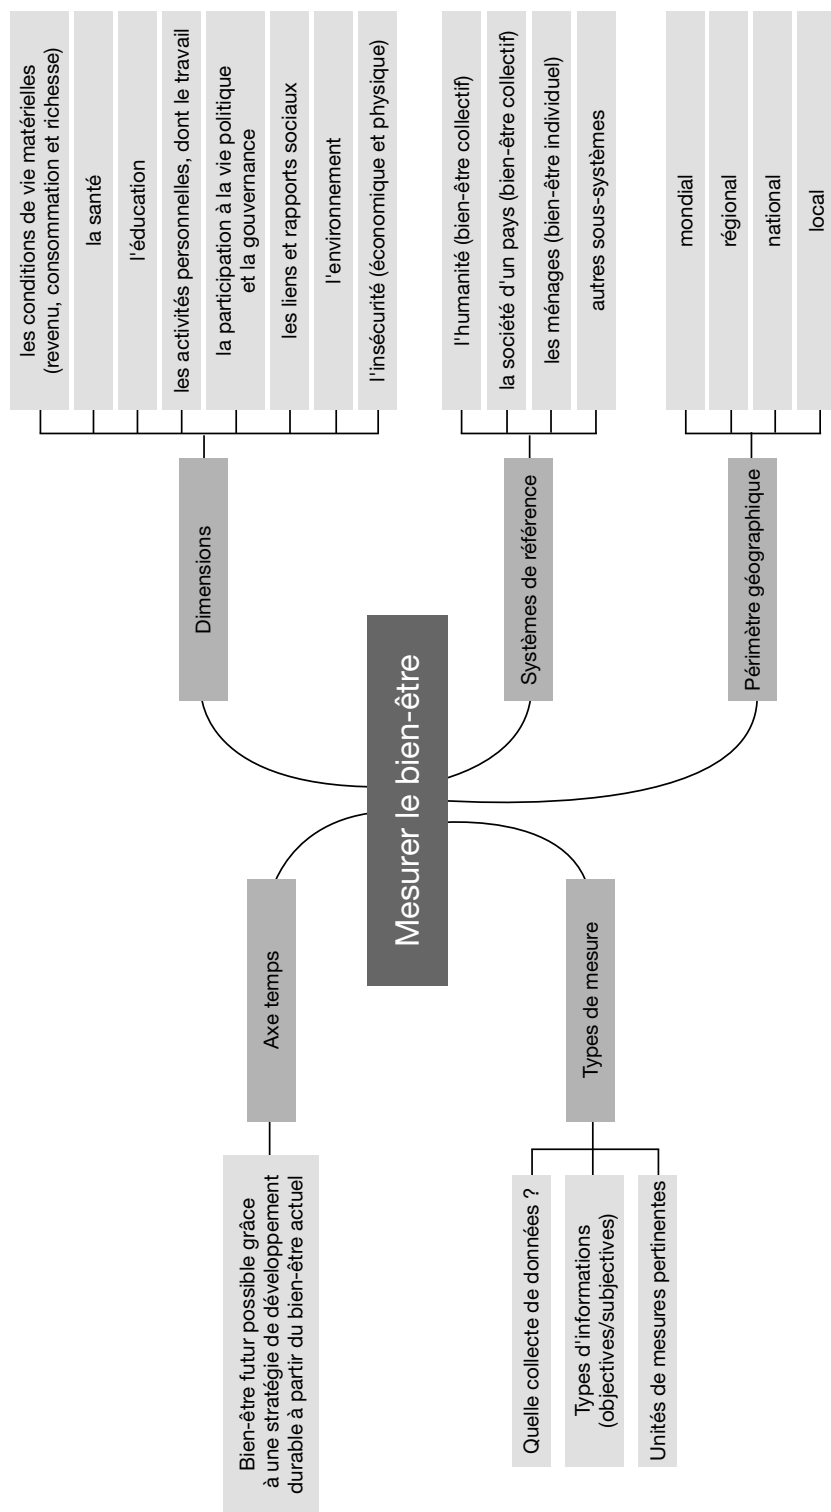 Mesurer le bien-être
Dimensions
les conditions de vie matérielles
(revenu, consommation et richesse)
la santé
l'éducation
les activités personnelles, dont le travail
la participation à la vie politique
et la gouvernance
les liens et rapports sociaux
l'environnement
l'insécurité (économique et physique)
Systèmes de référence
l'humanité (bien-être collectif)
la société d'un pays (bien-être collectif)
les ménages (bien-être individuel)
autres sous-systèmes
Périmètre géographique
mondial
régional
national
local
Axe temps
Bien-être futur possible grâce
à une stratégie de développement
durable à partir du bien-être actuel
Types de mesure
Quelle collecte de données ?
Types d'informations
(objectives/subjectives)
Unités de mesures pertinentes